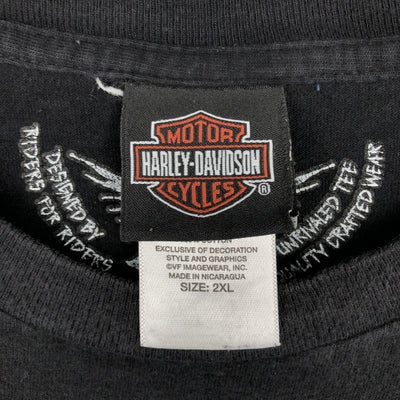 MOTOR
HARLEY-DAVIDSON
CYCLES
®
DESIGNED BY
RIDERS FOR RIDERS
UNRIVALED TEE
QUALITY CRAFTED WEAR
EXCLUSIVE OF DECORATION
STYLE AND GRAPHICS
©VF IMAGEWEAR, INC.
MADE IN NICARAGUA
SIZE: 2XL